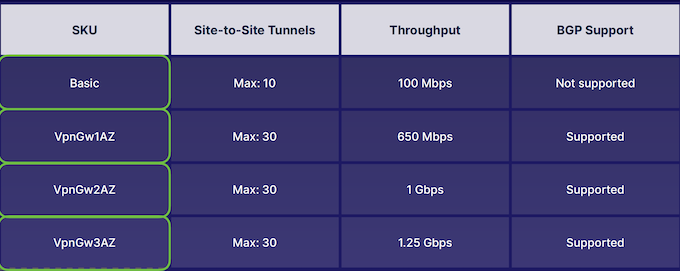 SKU Site-to-Site Tunnels Throughput BGP Support
Basic Max: 10 100 Mbps Not supported
VpnGw1AZ Max: 30 650 Mbps Supported
VpnGw2AZ Max: 30 1 Gbps Supported
VpnGw3AZ Max: 30 1.25 Gbps Supported